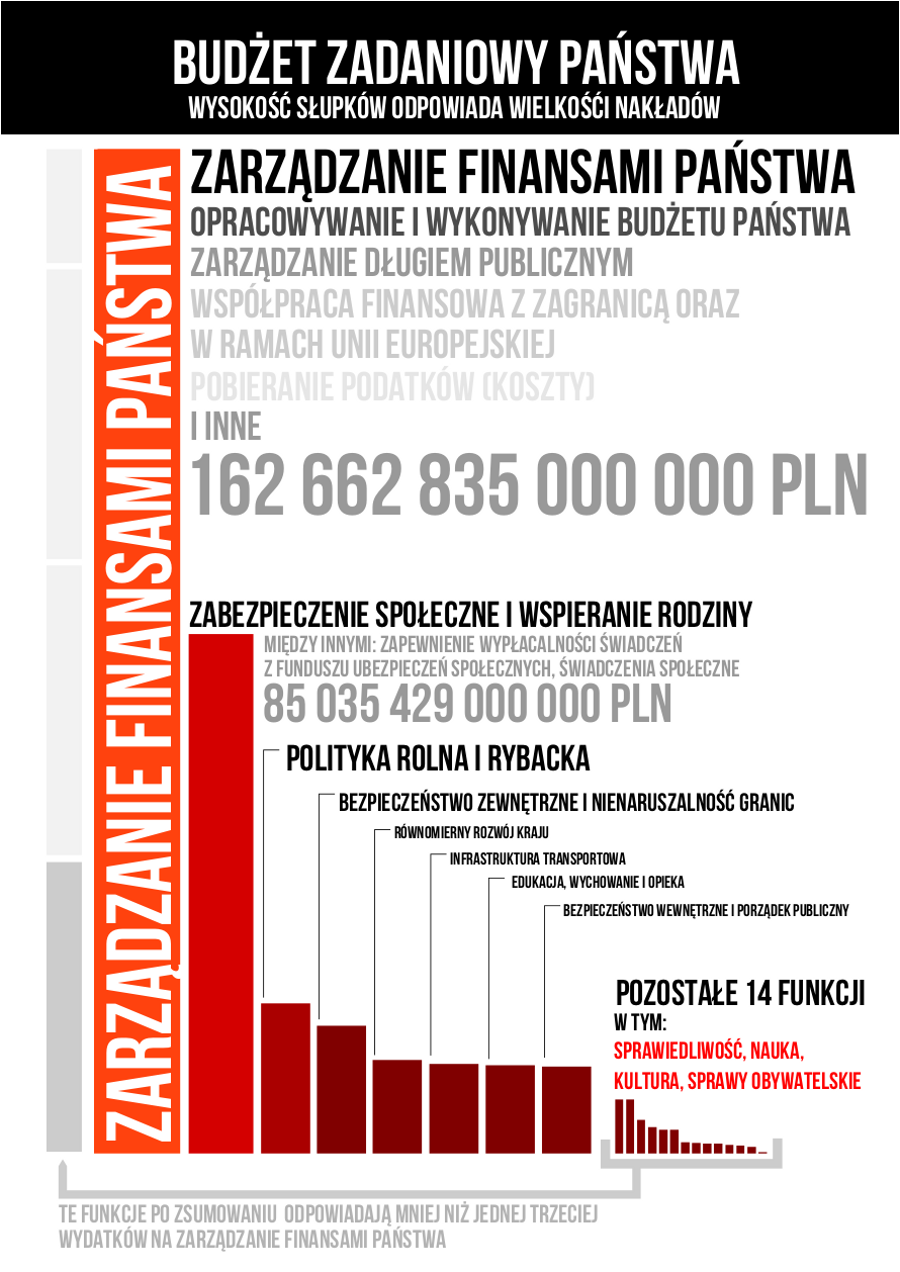 BUDŻET ZADANIOWY PAŃSTWA
WYSOKOŚĆ SŁUPKÓW ODPOWIADA WIELKOŚĆI NAKŁADÓW
ZARZĄDZANIE FINANSAMI PAŃSTWA
ZARZĄDZANIE FINANSAMI PAŃSTWA
OPRACOWYWANIE I WYKONYWANIE BUDŻETU PAŃSTWA
ZARZĄDZANIE DŁUGIEM PUBLICZNYM
WSPÓŁPRACA FINANSOWA Z ZAGRANICĄ ORAZ
W RAMACH UNII EUROPEJSKIEJ
POBIERANIE PODATKÓW (KOSZTY)
I INNE
162 662 835 000 000 PLN
ZABEZPIECZENIE SPOŁECZNE I WSPIERANIE RODZINY
MIĘDZY INNYMI: ZAPEWNIENIE WYPŁACALNOŚCI ŚWIADCZEŃ
Z FUNDUSZU UBEZPIECZEŃ SPOŁECZNYCH, ŚWIADCZENIA SPOŁECZNE
85 035 429 000 000 PLN
POLITYKA ROLNA I RYBACKA
BEZPIECZEŃSTWO ZEWNĘTRZNE I NIENARUSZALNOŚĆ GRANIC
RÓWNOMIERNY ROZWÓJ KRAJU
INFRASTRUKTURA TRANSPORTOWA
EDUKACJA, WYCHOWANIE I OPIEKA
BEZPIECZEŃSTWO WEWNĘTRZNE I PORZĄDEK PUBLICZNY
POZOSTAŁE 14 FUNKCJI
W TYM:
SPRAWIEDLIWOŚĆ, NAUKA,
KULTURA, SPRAWY OBYWATELSKIE
TE FUNKCJE PO ZSUMOWANIU ODPOWIADAJĄ MNIEJ NIŻ JEDNEJ TRZECIEJ
WYDATKÓW NA ZARZĄDZANIE FINANSAMI PAŃSTWA